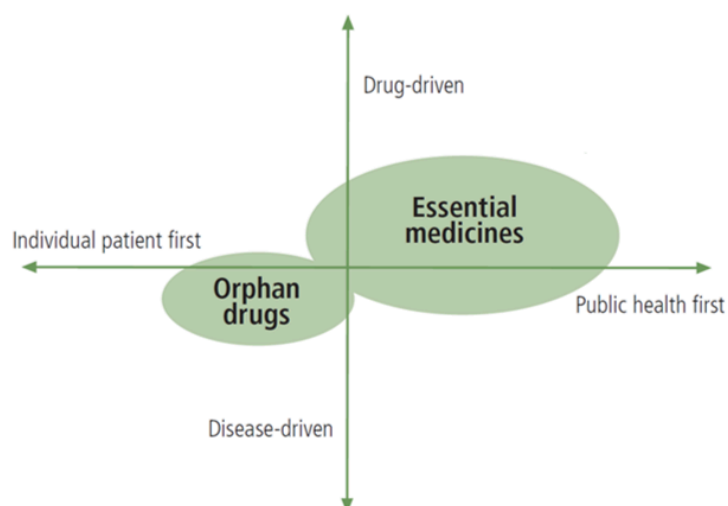 Drug-driven
Essential
medicines
Individual patient first
Orphan
drugs
Public health first
Disease-driven